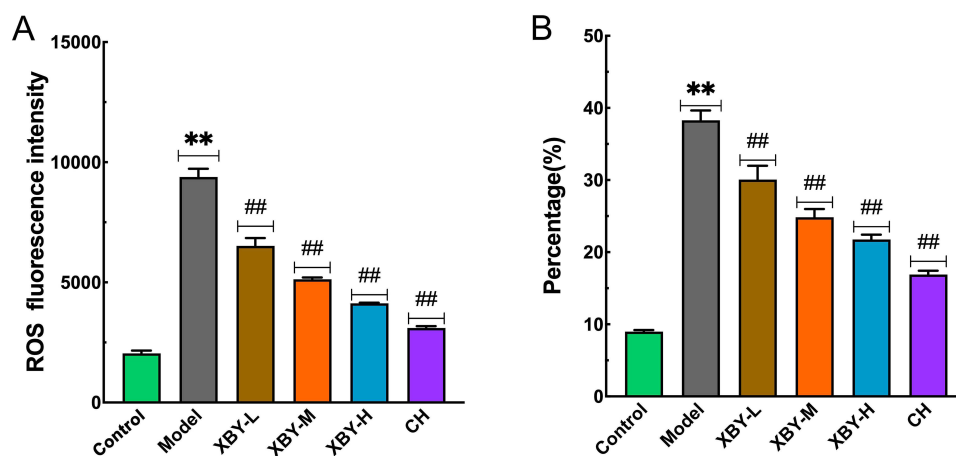 A
ROS fluorescence intensity
15000
10000
5000
0
**
##
##
##
##
Control
Model
XBY-L
XBY-M
XBY-H
CH
B
Percentage(%)
50
40
30
20
10
0
**
##
##
##
##
Control
Model
XBY-L
XBY-M
XBY-H
CH